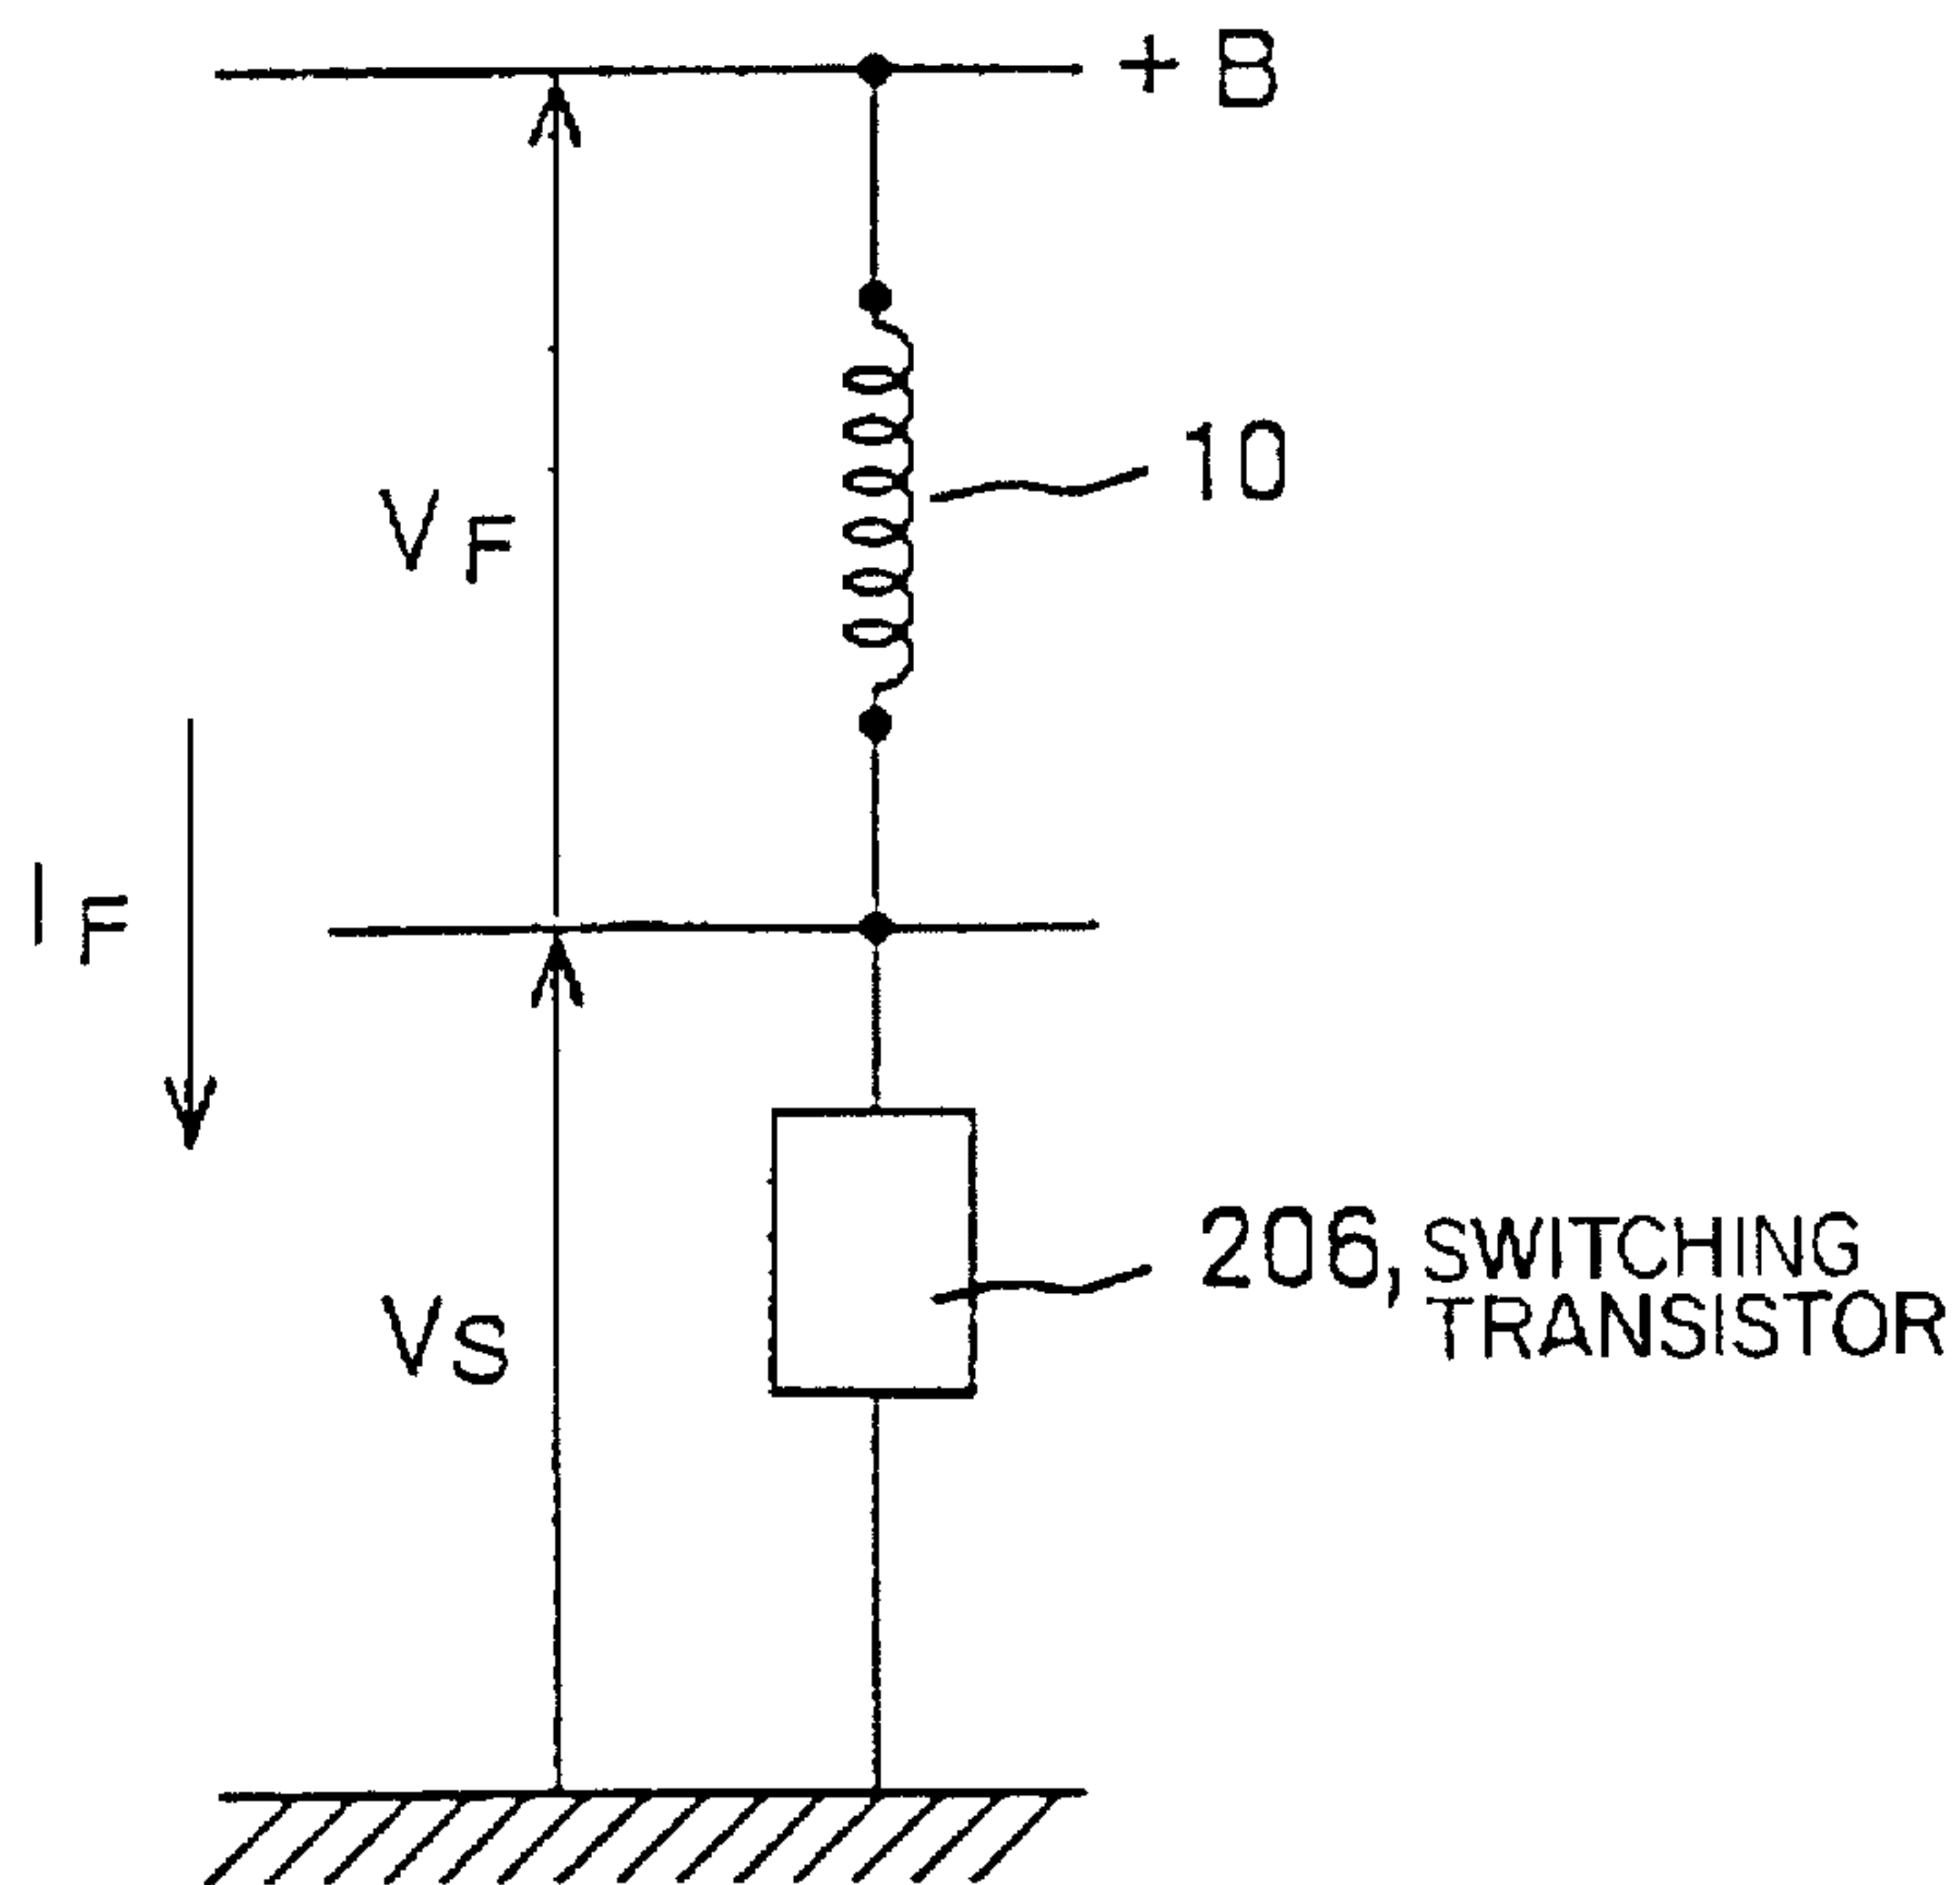 +B
10
VF
IF
206, SWITCHING
TRANSISTOR
VS